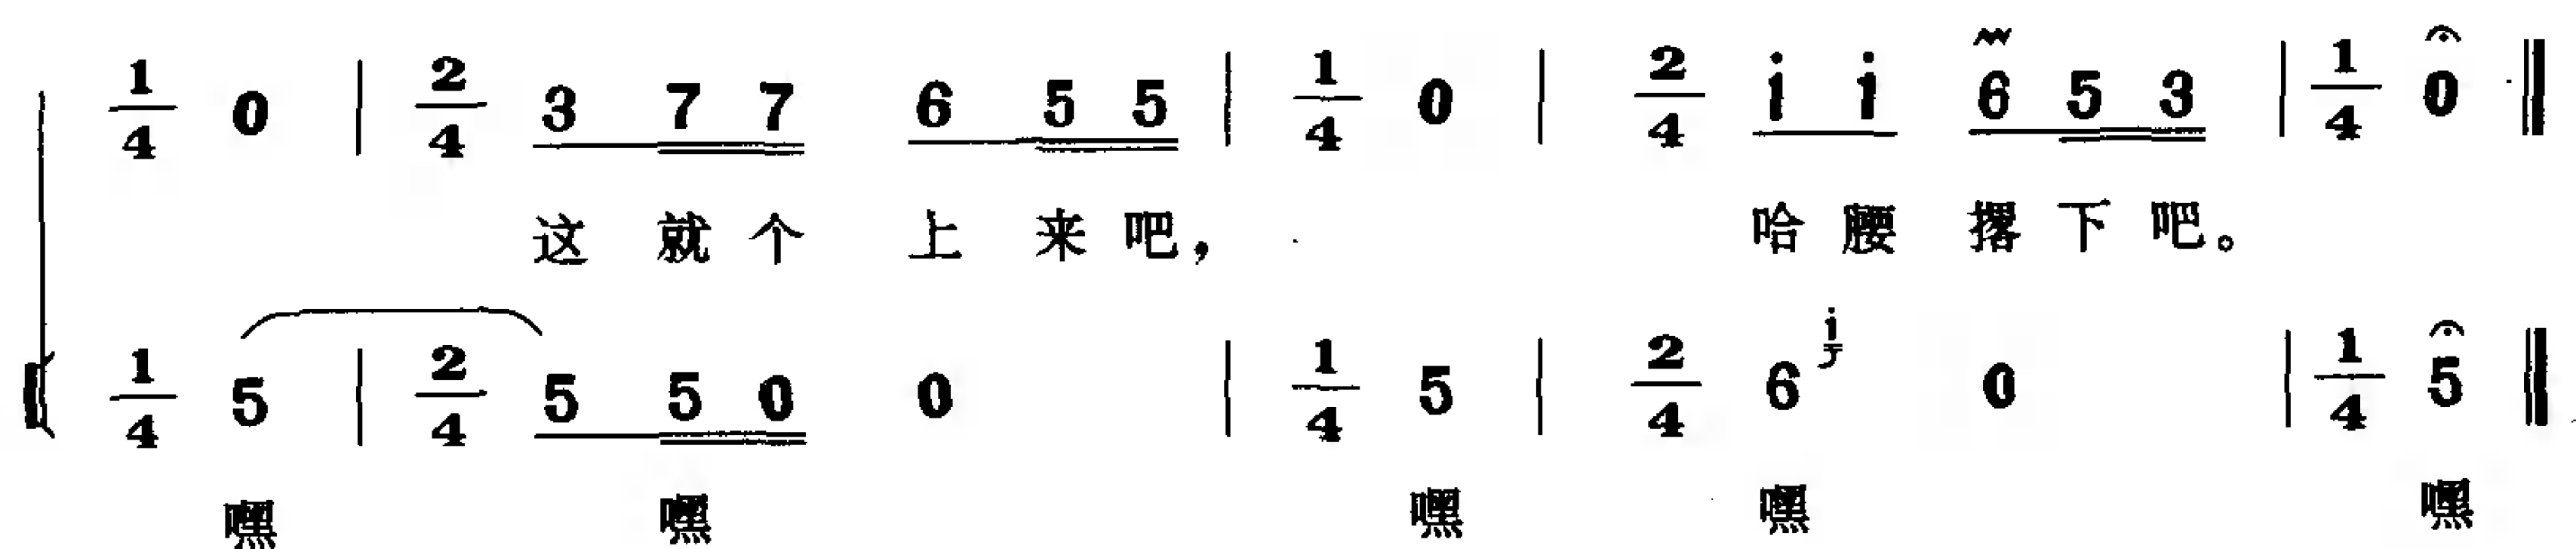 1/4 0 | 2/4 3 7 7 6 5 5 | 1/4 0 | 2/4 i i 6 5 3 | 1/4 0
这 就 个 上 来 吧， 哈 腰 撂 下 吧。
1/4 5 | 2/4 5 5 0 0 | 1/4 5 | 2/4 6 i 0 | 1/4 5
嘿 嘿 嘿 嘿 嘿